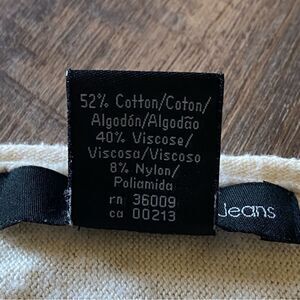 52% Cotton/Coton/
Algodón/Algodão
40% Viscose/
Viscosa/Viscoso
8% Nylon/
Poliamida
rn 36009
ca 00213
Jeans